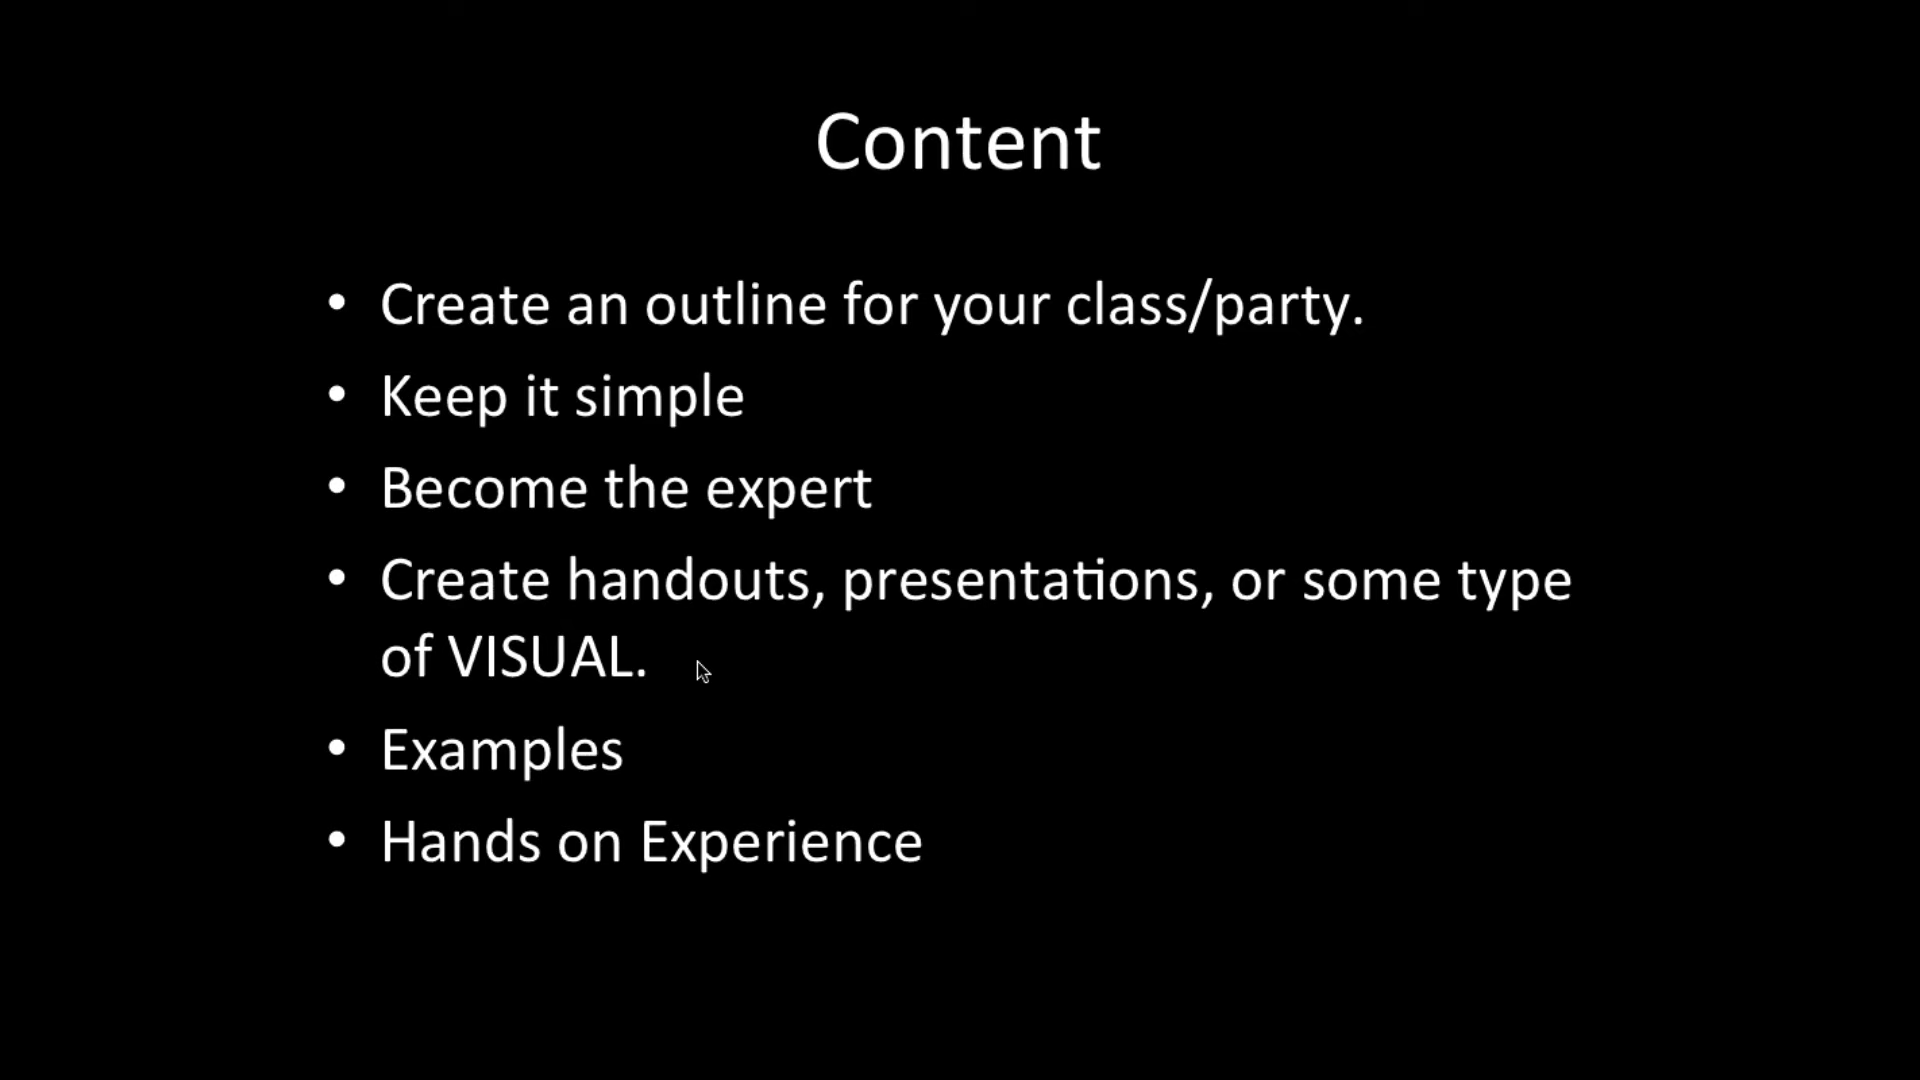 Content
• Create an outline for your class/party.
• Keep it simple
• Become the expert
• Create handouts, presentations, or some type
of VISUAL.
• Examples
• Hands on Experience